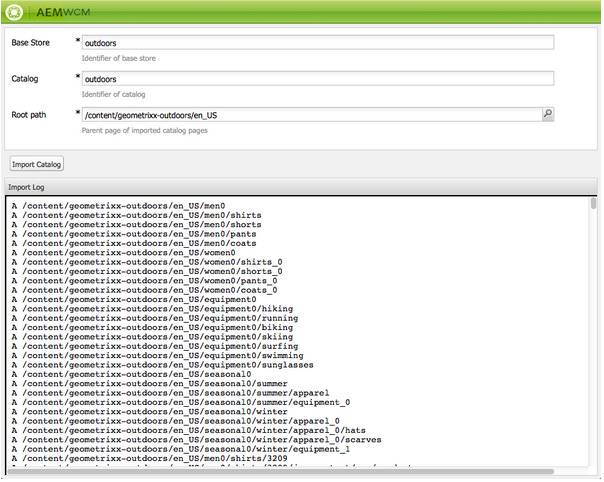 AEMWCM
Base Store * outdoors
Identifier of base store
Catalog * outdoors
Identifier of catalog
Root path * /content/geometrixx-outdoors/en_US
Parent page of imported catalog pages
Import Catalog
Import Log
A /content/geometrixx-outdoors/en_US/men0
A /content/geometrixx-outdoors/en_US/men0/shirts
A /content/geometrixx-outdoors/en_US/men0/shorts
A /content/geometrixx-outdoors/en_US/men0/pants
A /content/geometrixx-outdoors/en_US/men0/coats
A /content/geometrixx-outdoors/en_US/women0
A /content/geometrixx-outdoors/en_US/women0/shirts_0
A /content/geometrixx-outdoors/en_US/women0/shorts_0
A /content/geometrixx-outdoors/en_US/women0/pants_0
A /content/geometrixx-outdoors/en_US/women0/coats_0
A /content/geometrixx-outdoors/en_US/equipment0
A /content/geometrixx-outdoors/en_US/equipment0/hiking
A /content/geometrixx-outdoors/en_US/equipment0/running
A /content/geometrixx-outdoors/en_US/equipment0/biking
A /content/geometrixx-outdoors/en_US/equipment0/skiing
A /content/geometrixx-outdoors/en_US/equipment0/surfing
A /content/geometrixx-outdoors/en_US/equipment0/swimming
A /content/geometrixx-outdoors/en_US/equipment0/sunglasses
A /content/geometrixx-outdoors/en_US/seasonal0
A /content/geometrixx-outdoors/en_US/seasonal0/summer
A /content/geometrixx-outdoors/en_US/seasonal0/summer/apparel
A /content/geometrixx-outdoors/en_US/seasonal0/summer/equipment_0
A /content/geometrixx-outdoors/en_US/seasonal0/winter
A /content/geometrixx-outdoors/en_US/seasonal0/winter/apparel_0
A /content/geometrixx-outdoors/en_US/seasonal0/winter/apparel_0/hats
A /content/geometrixx-outdoors/en_US/seasonal0/winter/apparel_0/scarves
A /content/geometrixx-outdoors/en_US/seasonal0/winter/equipment_1
A /content/geometrixx-outdoors/en_US/men0/shirts/3209